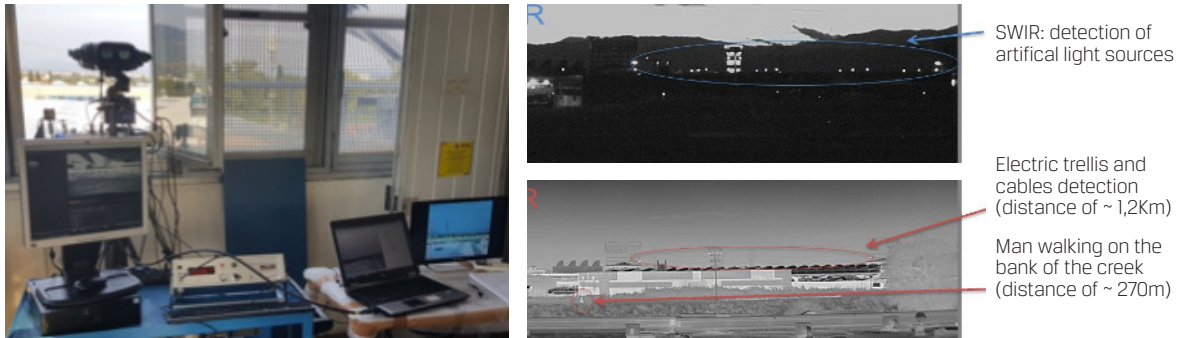 R
SWIR: detection of
artifical light sources
R
Electric trellis and
cables detection
(distance of ~ 1,2Km)
Man walking on the
bank of the creek
(distance of ~ 270m)